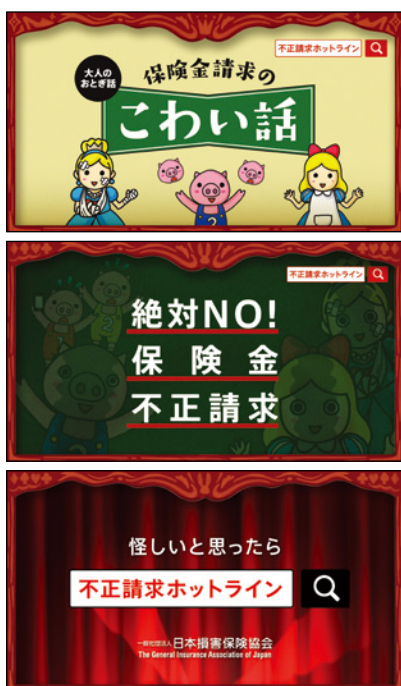 不正請求ホットライン
大人の
おとぎ話
保険金請求の
こわい話
2
不正請求ホットライン
絶対NO!
保険金
不正請求
2
怪しいと思ったら
不正請求ホットライン
一般社団法人 日本損害保険協会
The General Insurance Association of Japan